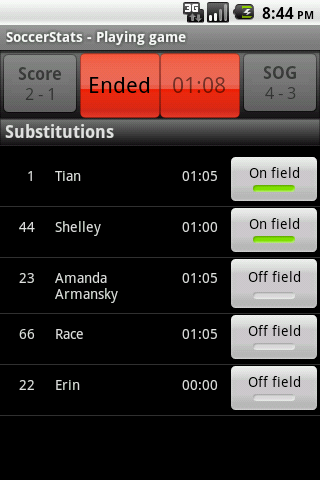 3G 8:44 PM
SoccerStats - Playing game
Score Ended 01:08 SOG
2 - 1 4 - 3
Substitutions
1 Tian 01:05 On field
44 Shelley 01:00 On field
23 Amanda 01:05 Off field
Armansky
66 Race 01:05 Off field
22 Erin 00:00 Off field